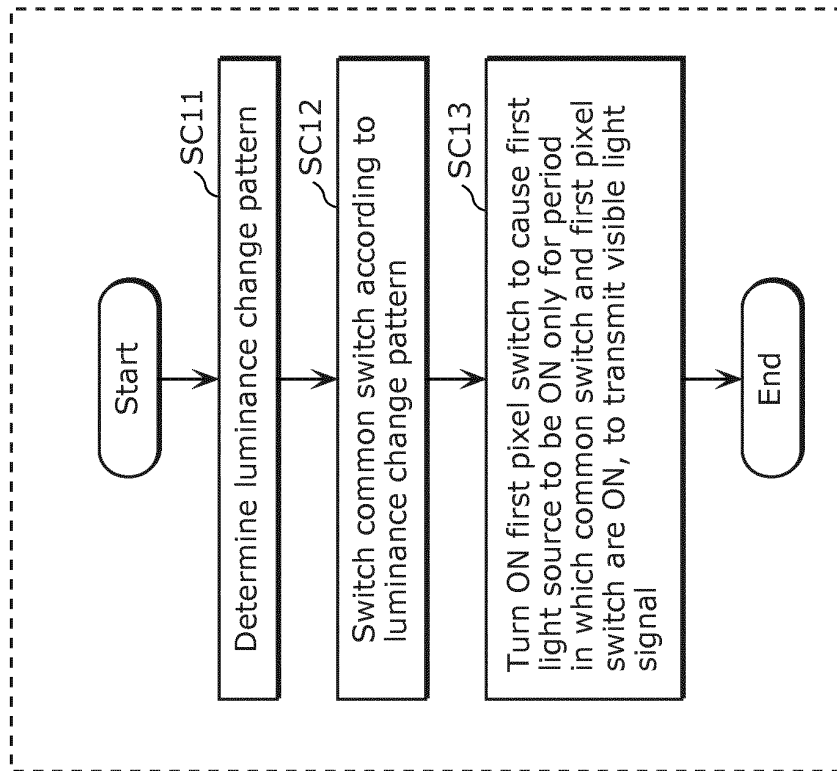 Start
SC11
Determine luminance change pattern
SC12
Switch common switch according to
luminance change pattern
SC13
Turn ON first pixel switch to cause first
light source to be ON only for period
in which common switch and first pixel
switch are ON, to transmit visible light
signal
End